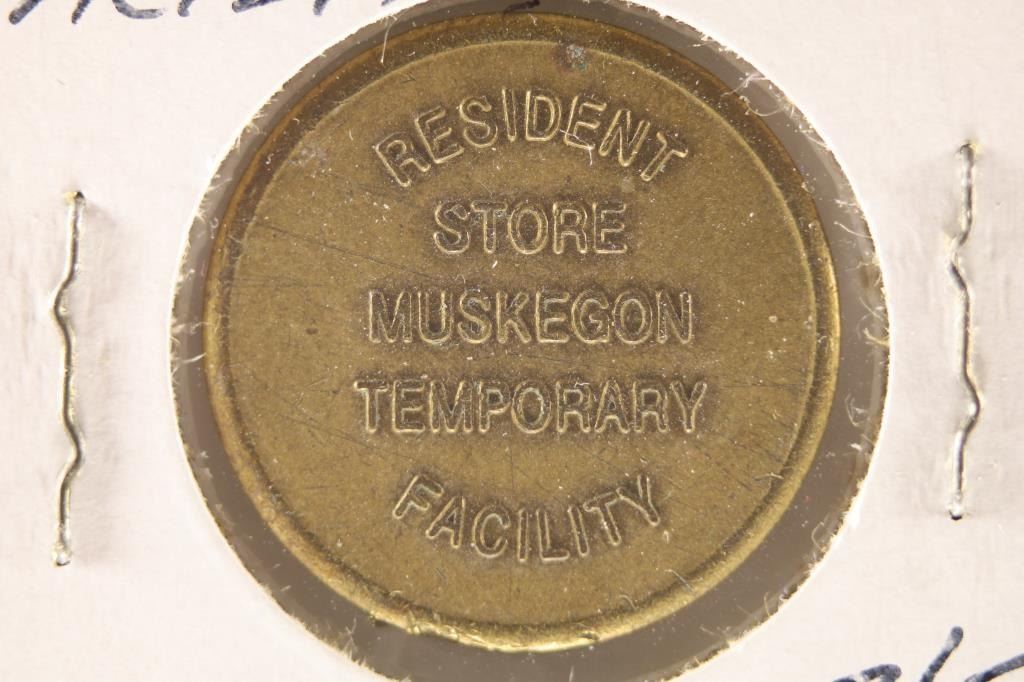 RESIDENT
STORE
MUSKEGON
TEMPORARY
FACILITY